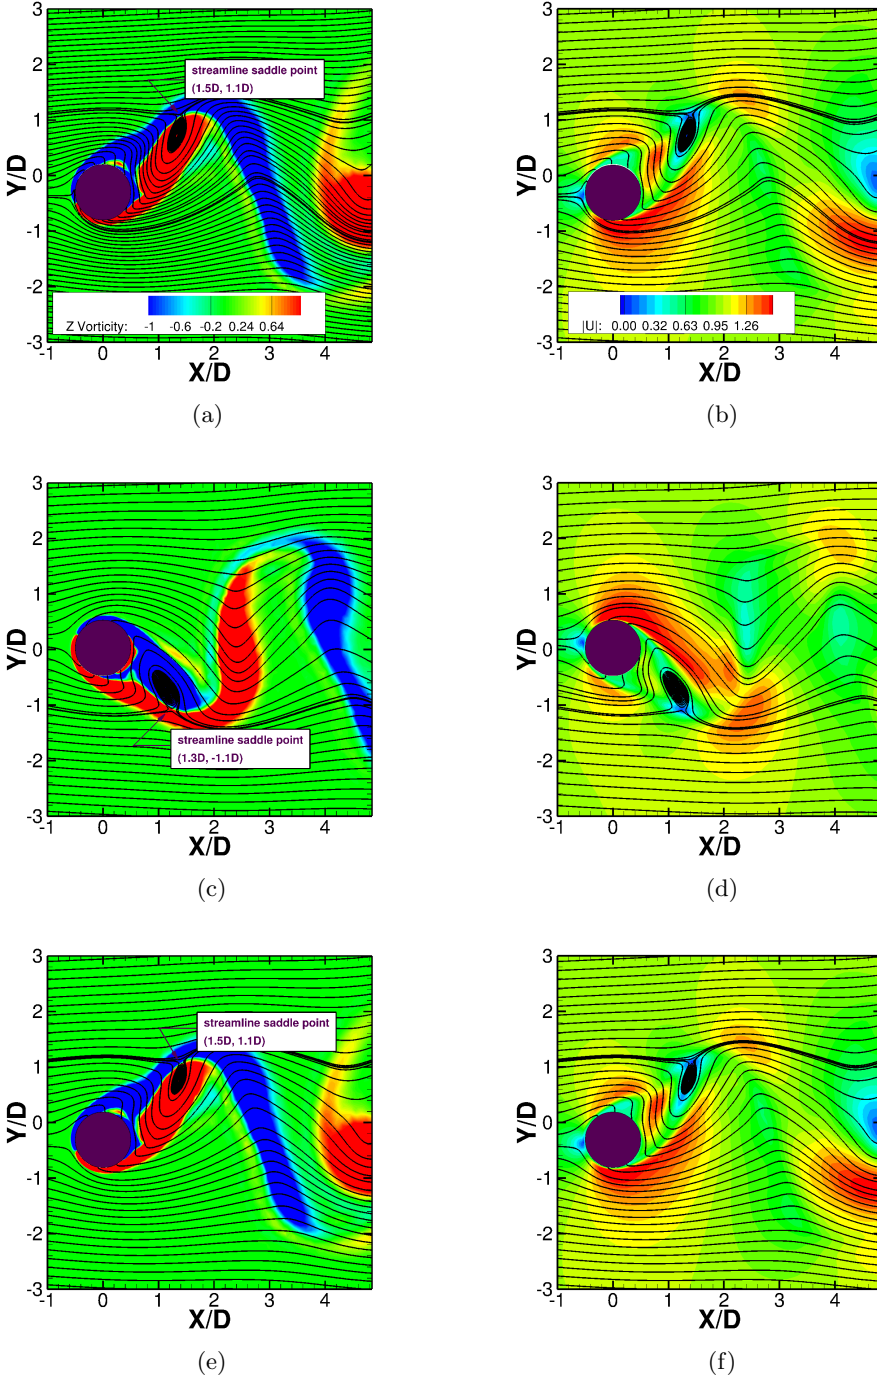 3
2
1
0
-1
-2
-3
Y/D
streamline saddle point
(1.5D, 1.1D)
Z Vorticity: -1 -0.6 -0.2 0.24 0.64
-1 0 1 2 3 4
X/D
(a)
3
2
1
0
-1
-2
-3
Y/D
|U|: 0.00 0.32 0.63 0.95 1.26
-1 0 1 2 3 4
X/D
(b)
3
2
1
0
-1
-2
-3
Y/D
streamline saddle point
(1.3D, -1.1D)
-1 0 1 2 3 4
X/D
(c)
3
2
1
0
-1
-2
-3
Y/D
-1 0 1 2 3 4
X/D
(d)
3
2
1
0
-1
-2
-3
Y/D
streamline saddle point
(1.5D, 1.1D)
-1 0 1 2 3 4
X/D
(e)
3
2
1
0
-1
-2
-3
Y/D
-1 0 1 2 3 4
X/D
(f)